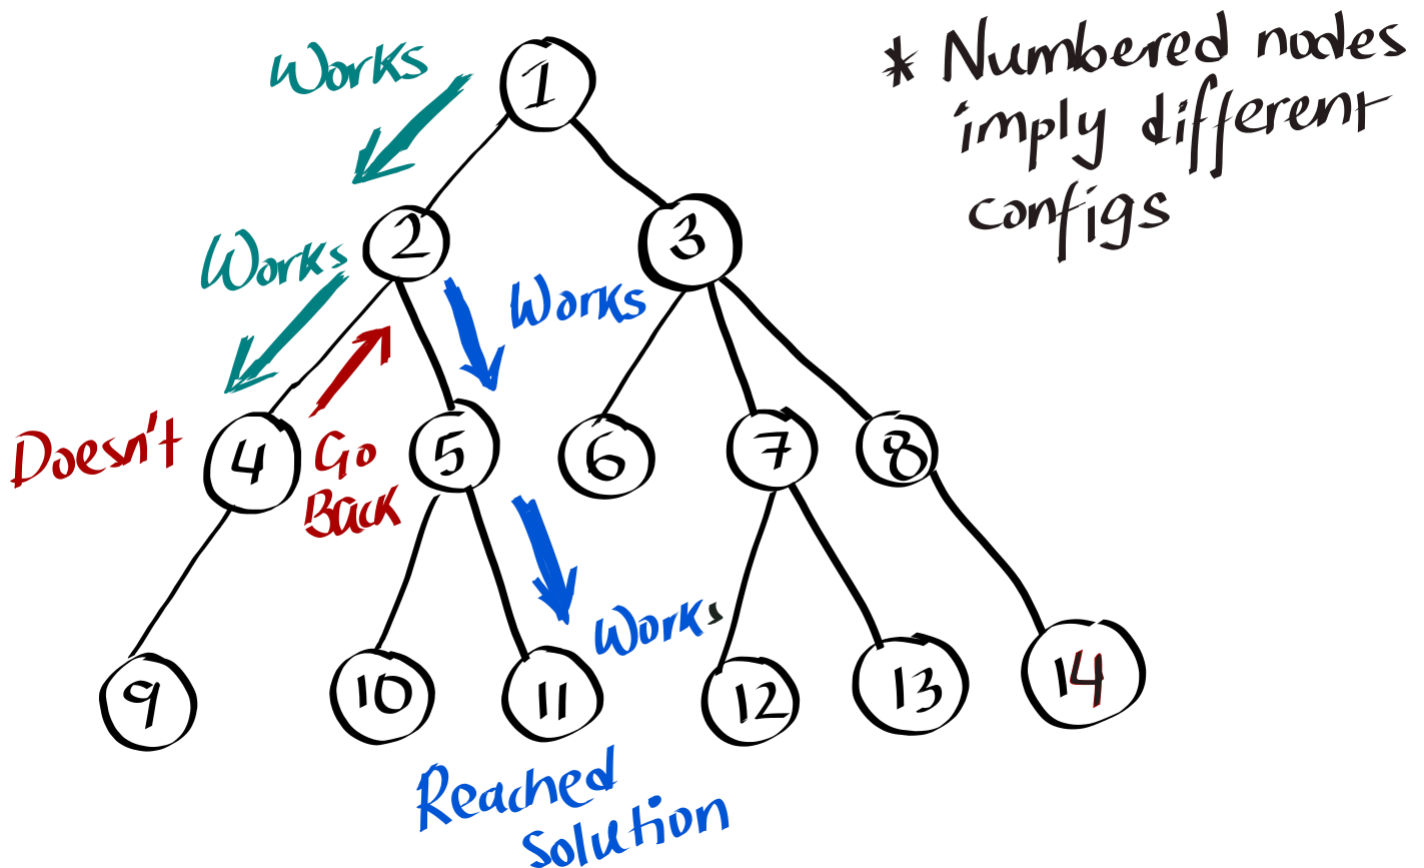 Works
1
* Numbered nodes
imply different
configs
Works
2
3
Works
Doesn't
4
Go
Back
5
6
7
8
Works
9
10
11
12
13
14
Reached
solution